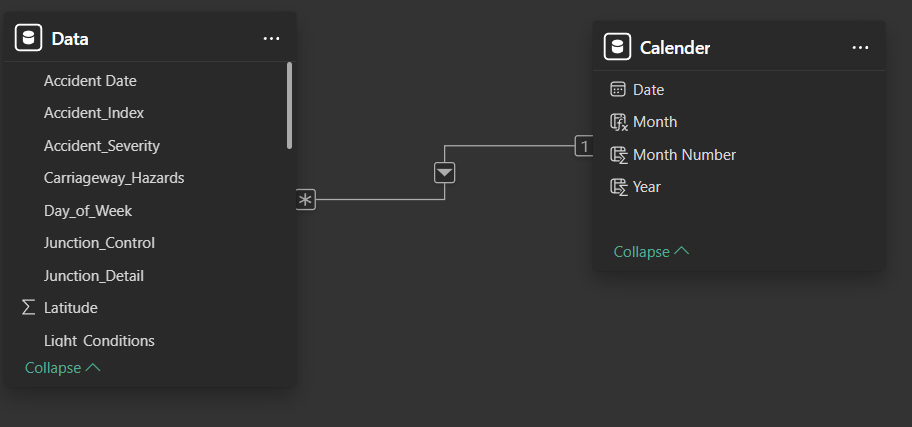 Data
...
Accident Date
Accident_Index
Accident_Severity
Carriageway_Hazards
Day_of_Week
Junction_Control
Junction_Detail
Latitude
Light_Conditions
Collapse
*
1
Calender
...
Date
Month
Month Number
Year
Collapse